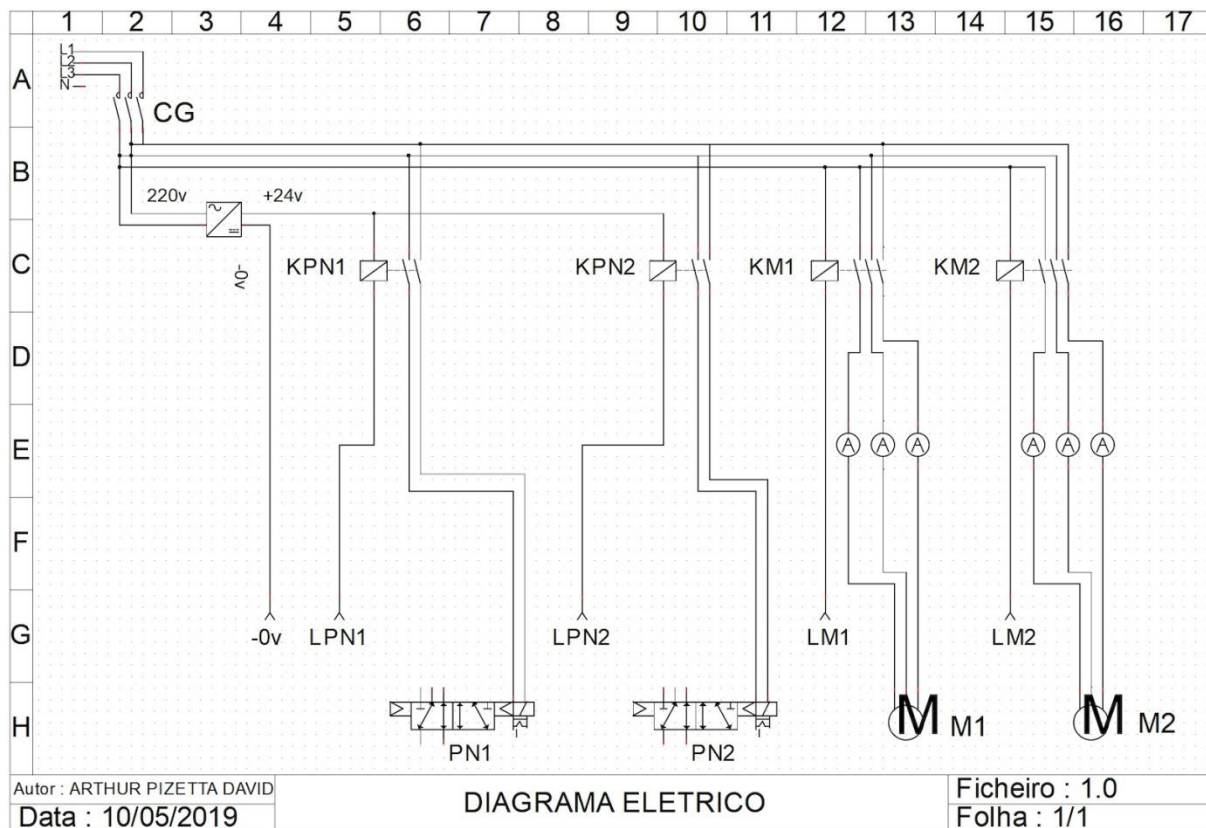 1 2 3 4 5 6 7 8 9 10 11 12 13 14 15 16 17
A
L1
L2
L3
N
CG
B
220v +24v
C
-0v
KPN1 KPN2 KM1 KM2
D
E
A A A A A A
F
G
-0v LPN1 LPN2 LM1 LM2
H
PN1 PN2 M M1 M M2
Autor : ARTHUR PIZETTA DAVID
Data : 10/05/2019
DIAGRAMA ELETRICO
Ficheiro : 1.0
Folha : 1/1